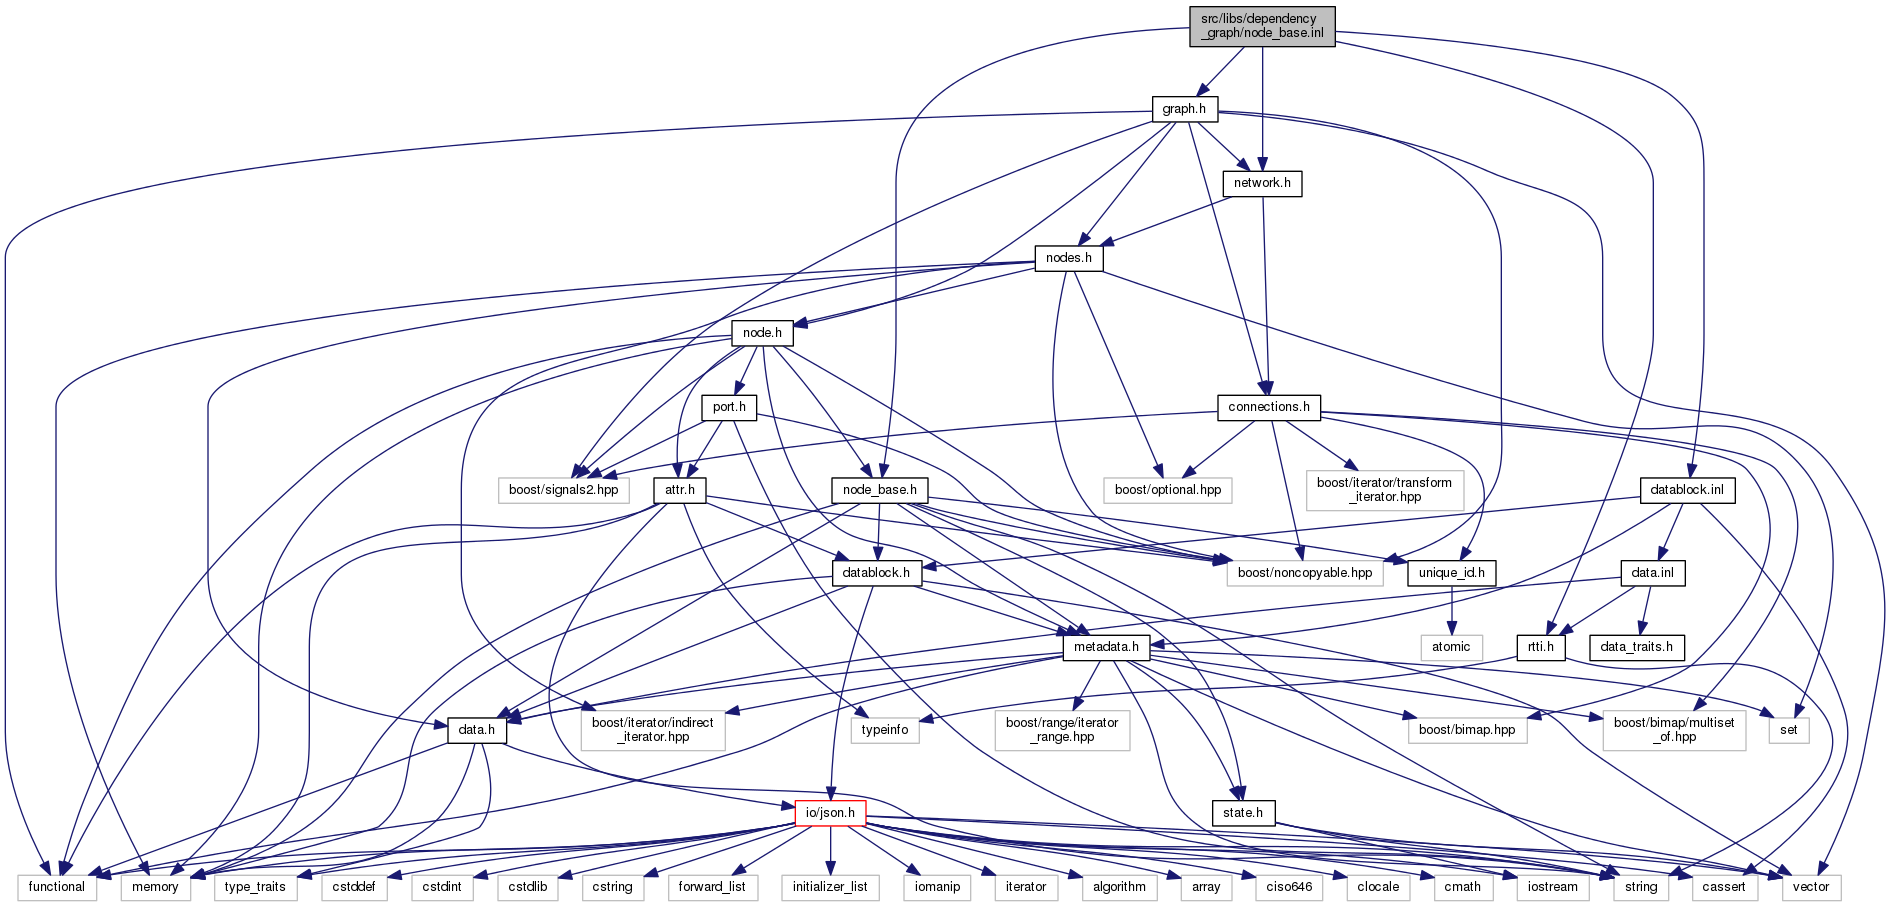 src/libs/dependency
_graph/node_base.inl
graph.h
network.h
nodes.h
node.h
port.h
connections.h
boost/signals2.hpp
attr.h
node_base.h
boost/optional.hpp
boost/iterator/transform
_iterator.hpp
datablock.inl
datablock.h
boost/noncopyable.hpp
unique_id.h
data.inl
metadata.h
atomic
rtti.h
data_traits.h
data.h
boost/iterator/indirect
_iterator.hpp
typeinfo
boost/range/iterator
_range.hpp
boost/bimap.hpp
boost/bimap/multiset
_of.hpp
set
io/json.h
state.h
functional
memory
type_traits
cstddef
cstdint
cstdlib
cstring
forward_list
initializer_list
iomanip
iterator
algorithm
array
ciso646
clocale
cmath
iostream
string
cassert
vector